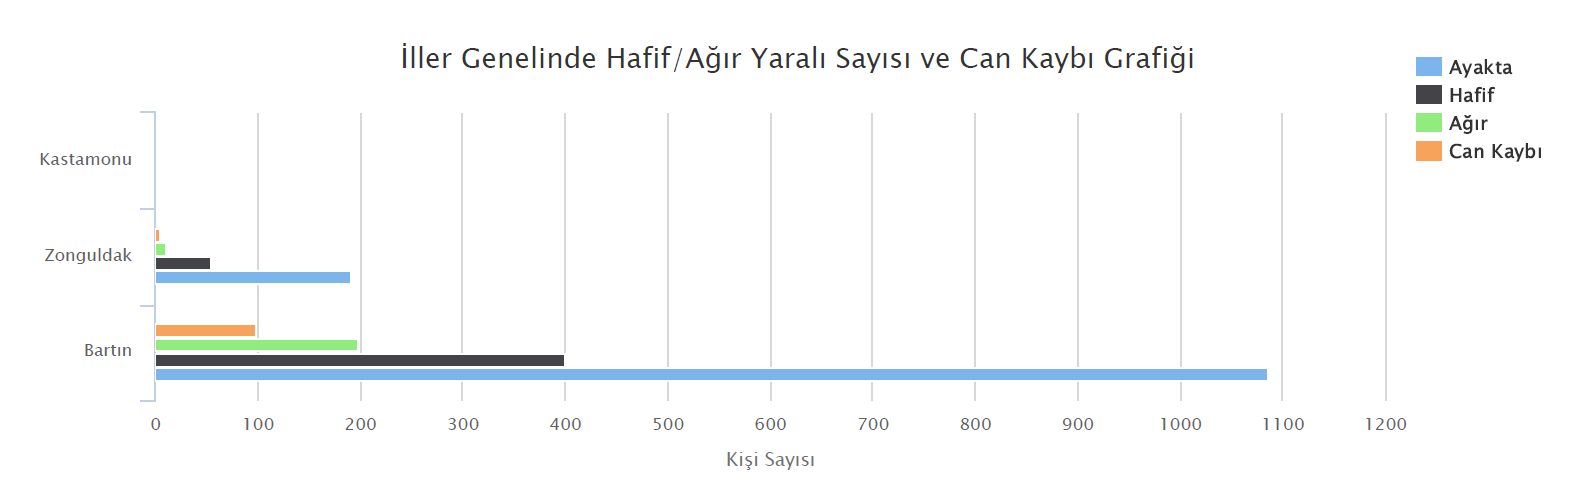 İller Genelinde Hafif/Ağır Yaralı Sayısı ve Can Kaybı Grafiği
Ayakta
Hafif
Ağır
Can Kaybı
Kastamonu
Zonguldak
Bartın
0 100 200 300 400 500 600 700 800 900 1000 1100 1200
Kişi Sayısı